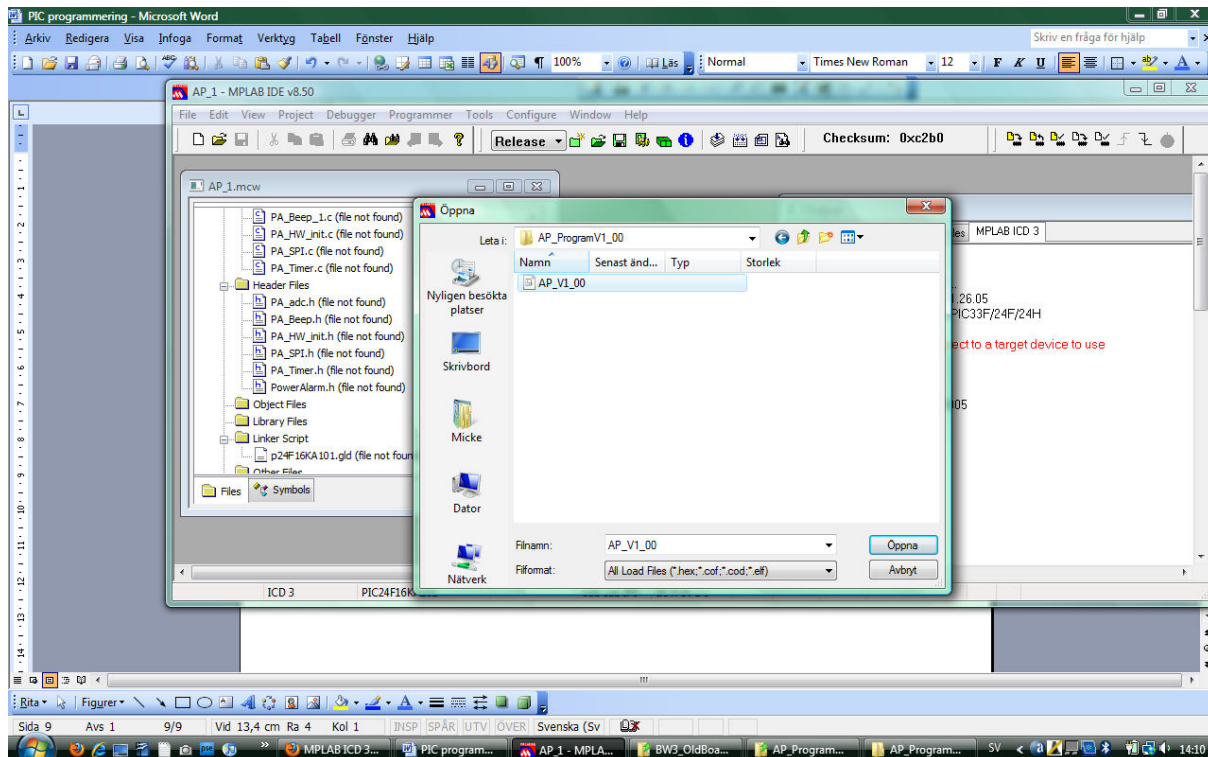 PIC programmering - Microsoft Word
Arkiv Redigera Visa Infoga Format Verktyg Tabell Fönster Hjälp
Skriv en fråga för hjälp
100% Läs Normal Times New Roman 12 F K U
AP_1 - MPLAB IDE v8.50
File Edit View Project Debugger Programmer Tools Configure Window Help
Release Checksum: 0xc2b0
AP_1.mcw
PA_Beep_1.c (file not found)
PA_HW_init.c (file not found)
PA_SPI.c (file not found)
PA_Timer.c (file not found)
Header Files
PA_adc.h (file not found)
PA_Beep.h (file not found)
PA_HW_init.h (file not found)
PA_SPI.h (file not found)
PA_Timer.h (file not found)
PowerAlarm.h (file not found)
Object Files
Library Files
Linker Script
p24F16KA101.gld (file not foun
Other Files
Files Symbols
Öppna
Leta i: AP_ProgramV1_00
Namn Senast änd... Typ Storlek
AP_V1_00
Nyligen besökta
platser
Skrivbord
Micke
Dator
Nätverk
Filnamn: AP_V1_00 Öppna
Filformat: All Load Files (*.hex;*.cof;*.cod;*.elf) Avbryt
les MPLAB ICD 3
.26.05
PIC33F/24F/24H
ect to a target device to use
005
ICD 3 PIC24F16K
Rita Figurer
Sida 9 Avs 1 9/9 Vid 13,4 cm Ra 4 Kol 1 INSP SPÅR UTV ÖVER Svenska (Sv
MPLAB ICD 3... PIC program... AP_1 - MPLA... BW3_OldBoa... AP_Program... AP_Program... SV 14:10